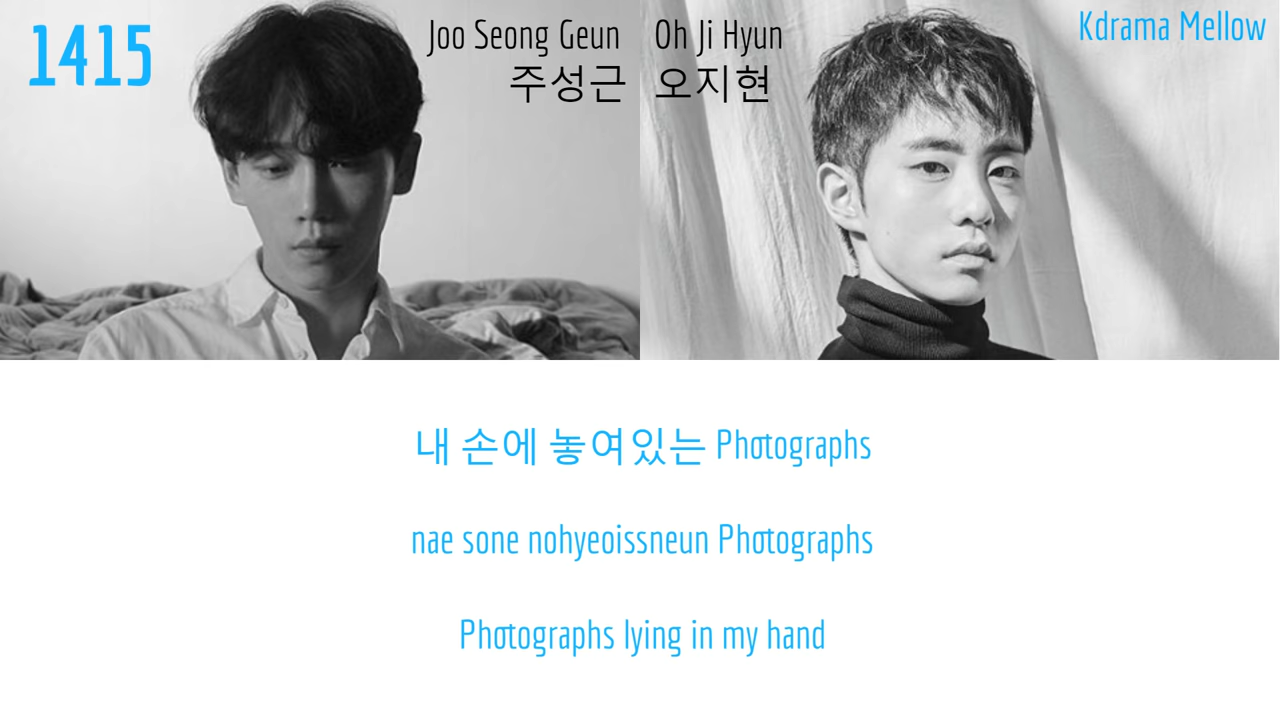 1415
Joo Seong Geun
주성근
Oh Ji Hyun
오지현
Kdrama Mellow
내 손에 놓여있는 Photographs
nae sone nohyeoissneun Photographs
Photographs lying in my hand